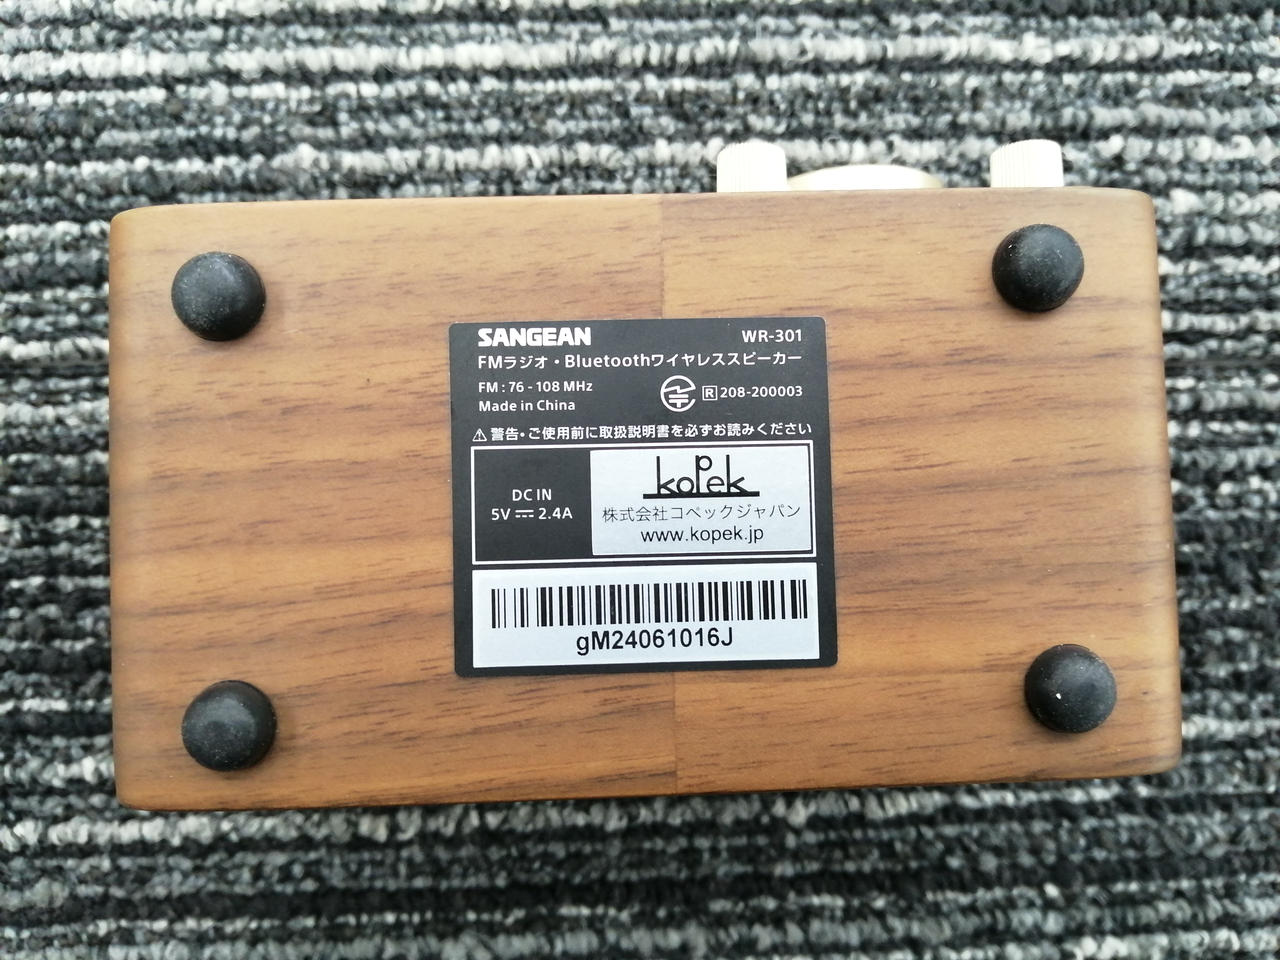 SANGEAN WR-301
FMラジオ・Bluetoothワイヤレススピーカー
FM : 76 - 108 MHz
Made in China
R 208-200003
⚠ 警告・ご使用前に取扱説明書を必ずお読みください
DC IN
5V ⎓ 2.4A
kopek
株式会社コペックジャパン
www.kopek.jp
gM24061016J